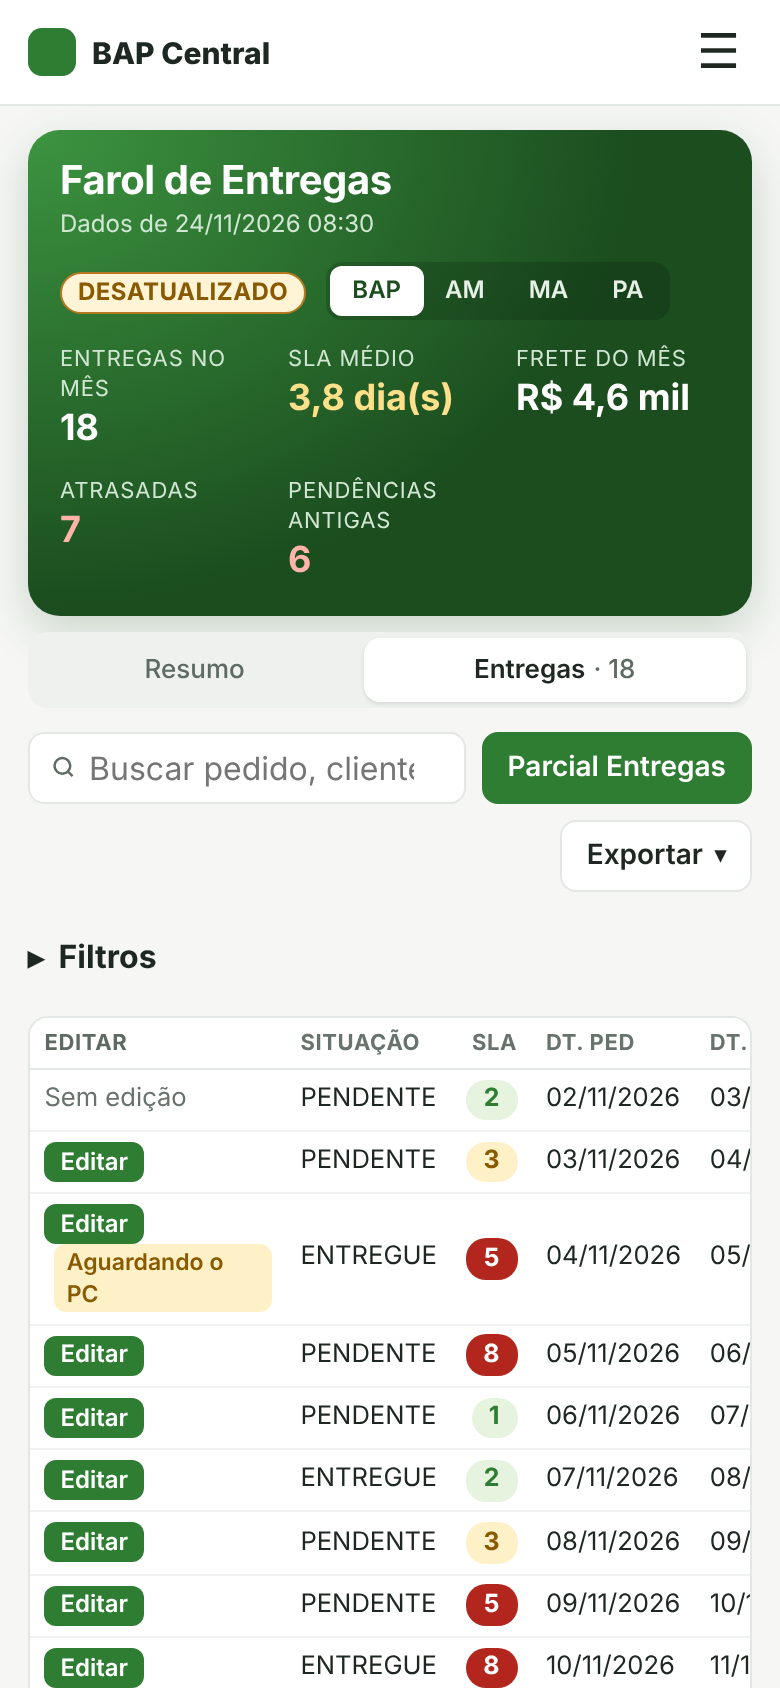 BAP Central
Farol de Entregas
Dados de 24/11/2026 08:30
DESATUALIZADO BAP AM MA PA
ENTREGAS NO MÊS
18
SLA MÉDIO
3,8 dia(s)
FRETE DO MÊS
R$ 4,6 mil
ATRASADAS
7
PENDÊNCIAS ANTIGAS
6
Resumo Entregas · 18
Buscar pedido, cliente Parcial Entregas
Exportar ▾
▸ Filtros
EDITAR SITUAÇÃO SLA DT. PED DT.
Sem edição PENDENTE 2 02/11/2026 03/
Editar PENDENTE 3 03/11/2026 04/
Editar Aguardando o PC ENTREGUE 5 04/11/2026 05/
Editar PENDENTE 8 05/11/2026 06/
Editar PENDENTE 1 06/11/2026 07/
Editar ENTREGUE 2 07/11/2026 08/
Editar PENDENTE 3 08/11/2026 09/
Editar PENDENTE 5 09/11/2026 10/
Editar ENTREGUE 8 10/11/2026 11/1